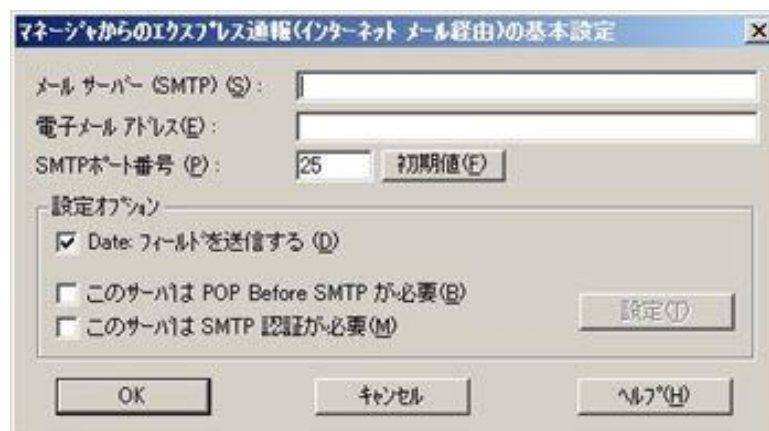 マネージャからのエクスプレス通報(インターネット メール経由)の基本設定
メール サーバー (SMTP) (S) :
電子メール アドレス(E) :
SMTPポート番号 (P) :
25
初期値(F)
設定オプション
Date: フィールドを送信する (D)
このサーバは POP Before SMTP が必要(B)
このサーバは SMTP 認証が必要(M)
設定(T)
OK
キャンセル
ヘルプ(H)